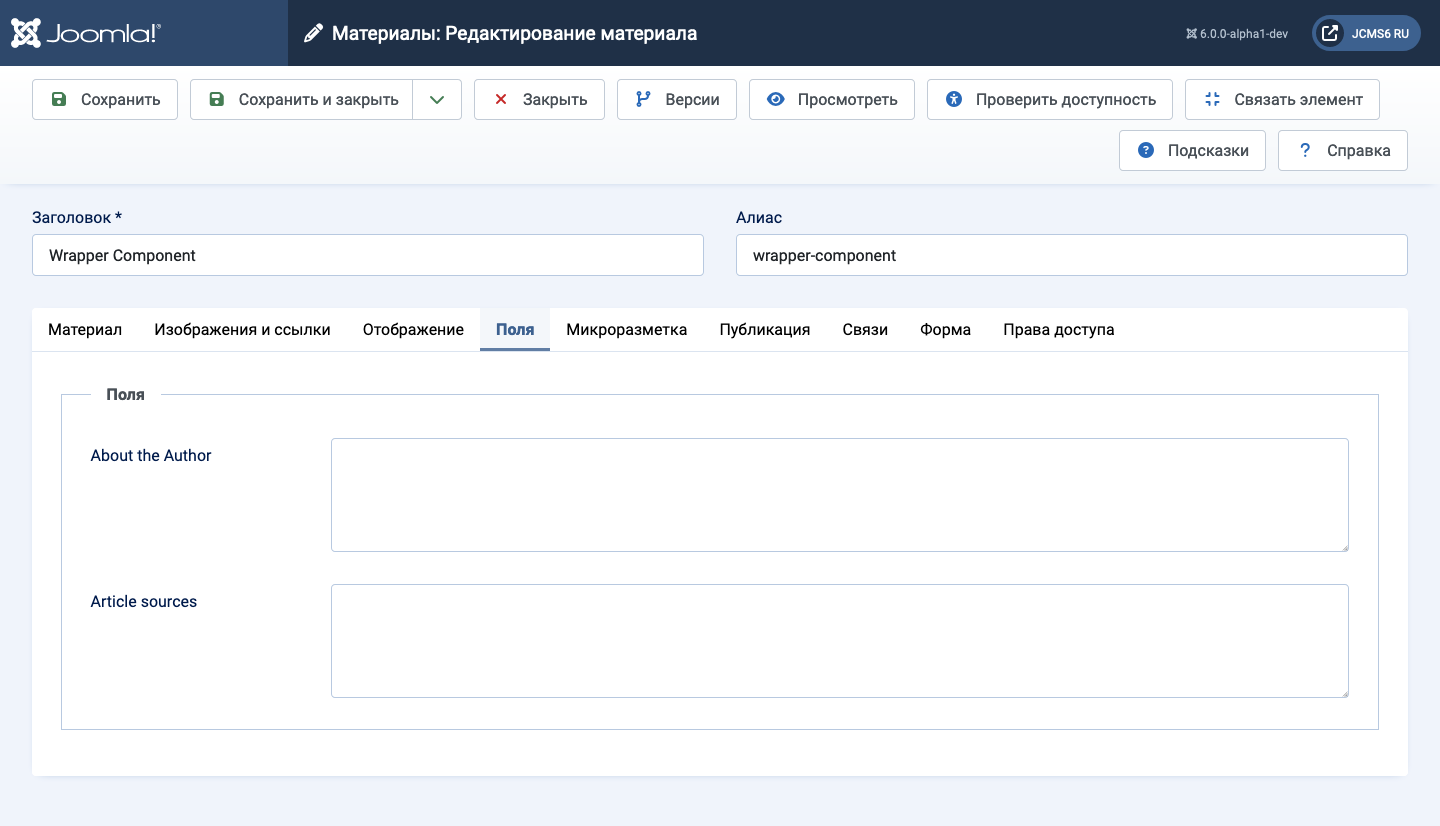 Joomla!® Материалы: Редактирование материала 6.0.0-alpha1-dev JCMS6 RU
Сохранить Сохранить и закрыть Закрыть Версии Просмотреть Проверить доступность Связать элемент
Подсказки ? Справка
Заголовок * Алиас
Wrapper Component wrapper-component
Материал Изображения и ссылки Отображение Поля Микроразметка Публикация Связи Форма Права доступа
Поля
About the Author
Article sources